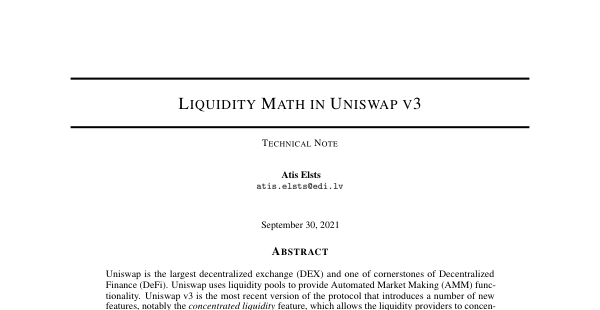 LIQUIDITY MATH IN UNISWAP V3
TECHNICAL NOTE
Atis Elsts
atis.elsts@edi.lv
September 30, 2021
ABSTRACT
Uniswap is the largest decentralized exchange (DEX) and one of cornerstones of Decentralized
Finance (DeFi). Uniswap uses liquidity pools to provide Automated Market Making (AMM) func-
tionality. Uniswap v3 is the most recent version of the protocol that introduces a number of new
features, notably the concentrated liquidity feature, which allows the liquidity providers to concen-